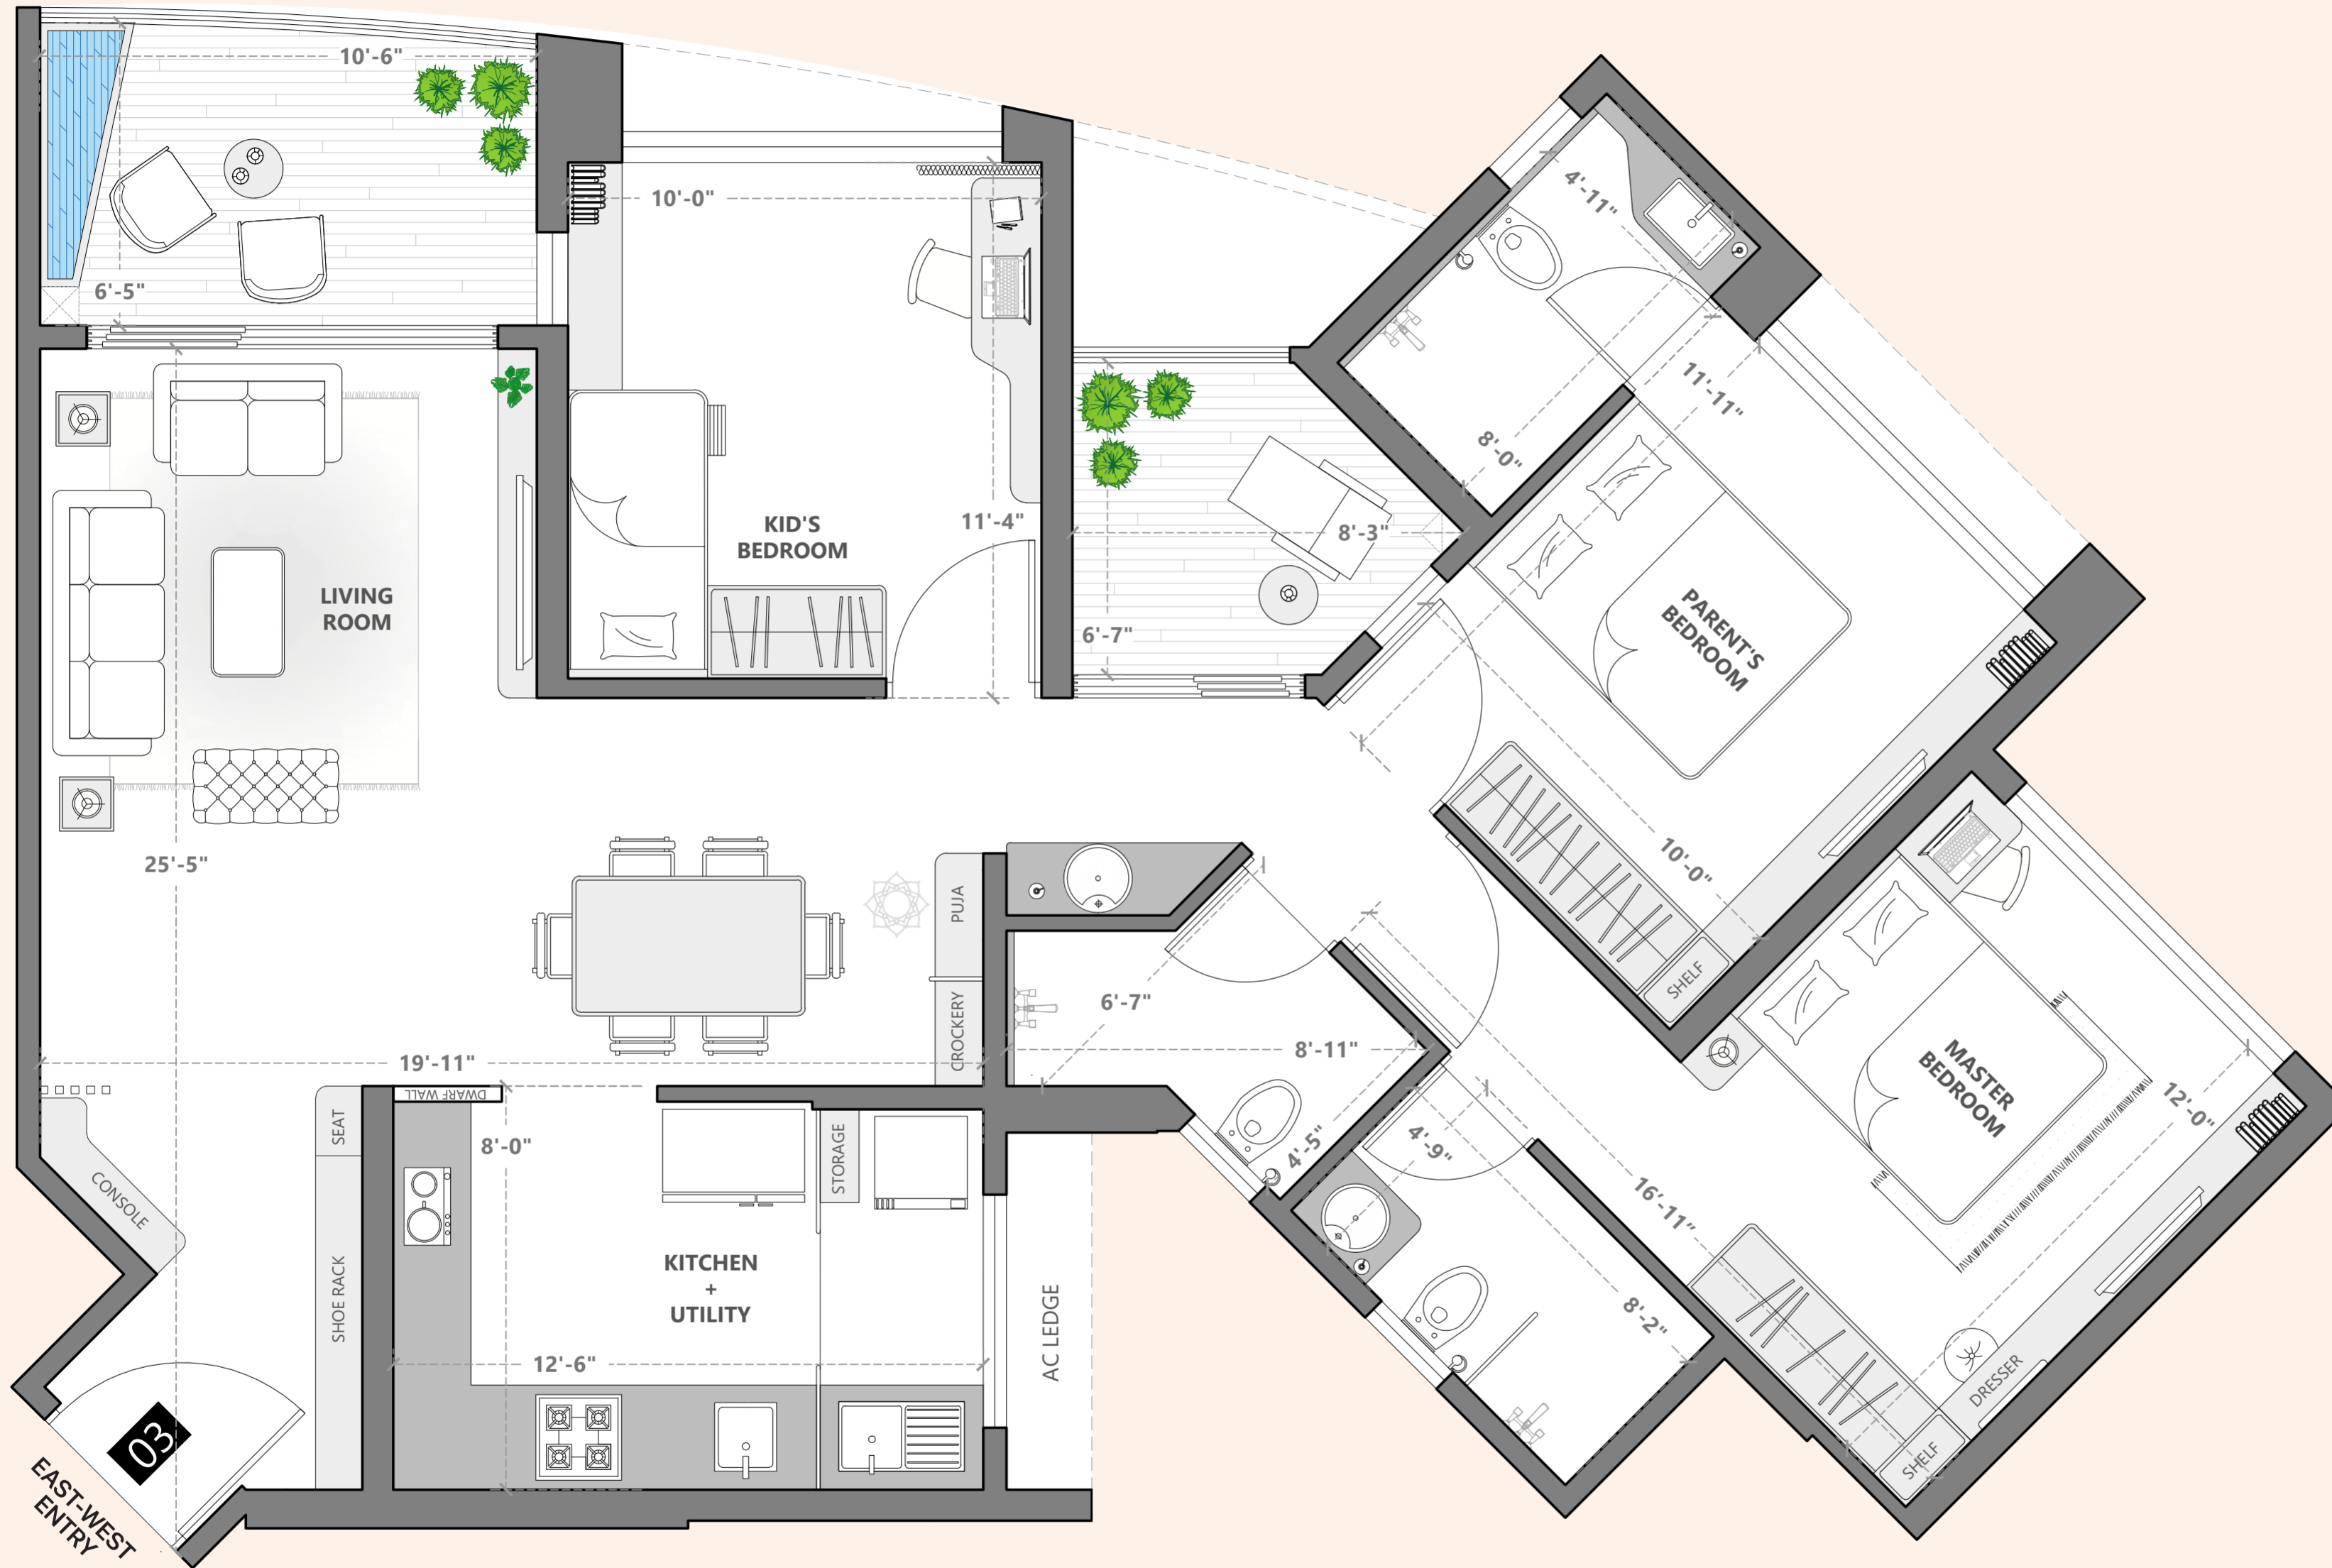 10'-6"
6'-5"
10'-0"
4'-11"
11'-11"
8'-0"
KID'S
BEDROOM
11'-4"
8'-3"
6'-7"
LIVING
ROOM
PARENT'S
BEDROOM
25'-5"
10'-0"
SHELF
PUJA
CROCKERY
6'-7"
8'-11"
19'-11"
DWARF WALL
SEAT
8'-0"
STORAGE
4'-5"
4'-9"
MASTER
BEDROOM
12'-0"
CONSOLE
SHOE RACK
KITCHEN
+
UTILITY
12'-6"
AC LEDGE
16'-11"
8'-2"
DRESSER
SHELF
03
EAST-WEST
ENTRY